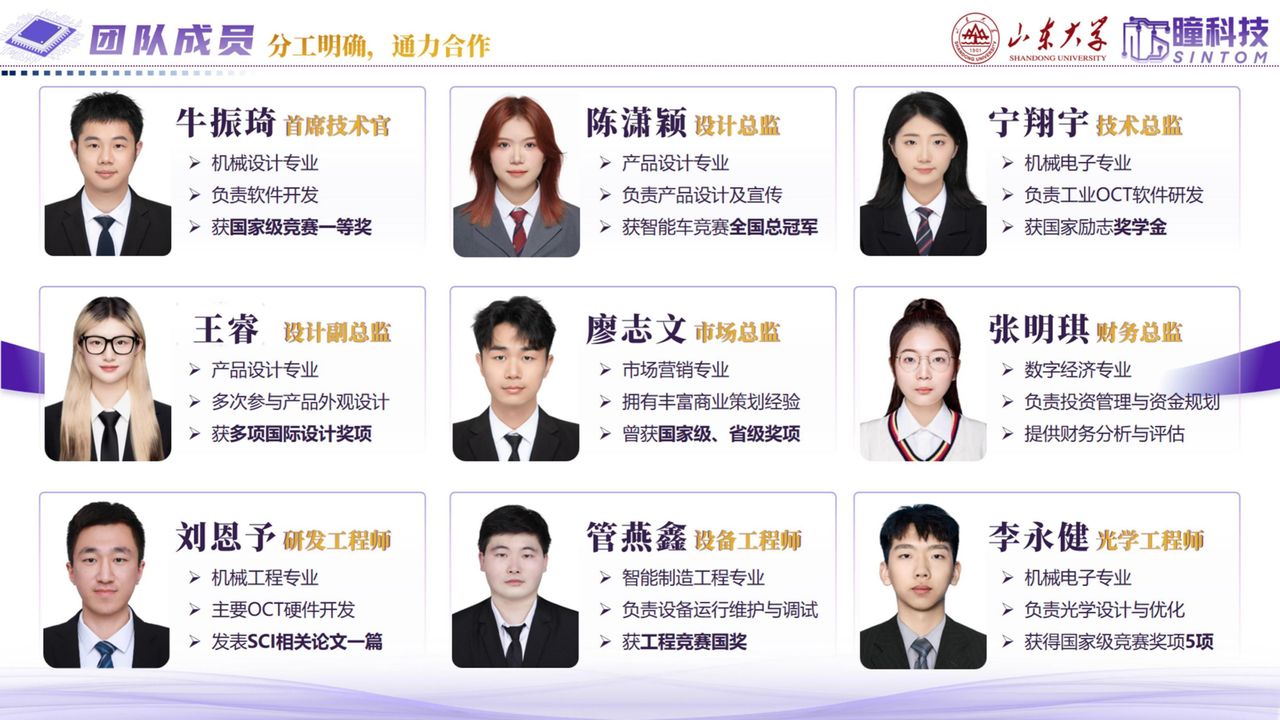 团队成员 分工明确，通力合作
山东大学
SHANDONG UNIVERSITY
1901
瞳科技
SINTOM
牛振琦 首席技术官
机械设计专业
负责软件开发
获国家级竞赛一等奖
陈潇颖 设计总监
产品设计专业
负责产品设计及宣传
获智能车竞赛全国总冠军
宁翔宇 技术总监
机械电子专业
负责工业OCT软件研发
获国家励志奖学金
王睿 设计副总监
产品设计专业
多次参与产品外观设计
获多项国际设计奖项
廖志文 市场总监
市场营销专业
拥有丰富商业策划经验
曾获国家级、省级奖项
张明琪 财务总监
数字经济专业
负责投资管理与资金规划
提供财务分析与评估
刘恩予 研发工程师
机械工程专业
主要OCT硬件开发
发表SCI相关论文一篇
管燕鑫 设备工程师
智能制造工程专业
负责设备运行维护与调试
获工程竞赛国奖
李永健 光学工程师
机械电子专业
负责光学设计与优化
获得国家级竞赛奖项5项